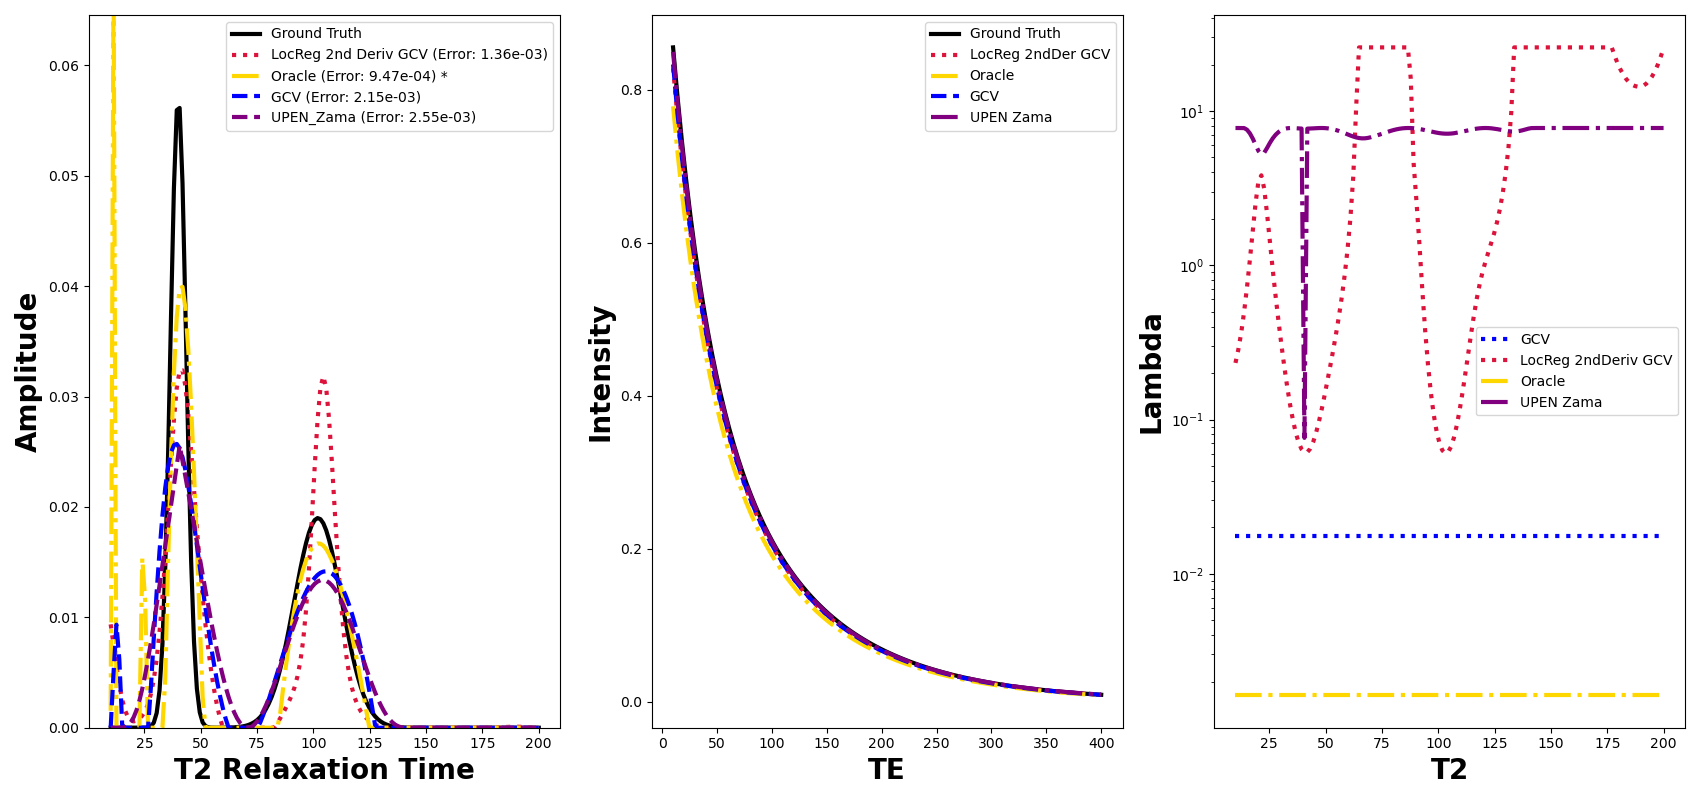 Ground Truth
LocReg 2nd Deriv GCV (Error: 1.36e-03)
Oracle (Error: 9.47e-04) *
GCV (Error: 2.15e-03)
UPEN_Zama (Error: 2.55e-03)
0.06
0.05
0.04
0.03
0.02
0.01
0.00
Amplitude
25 50 75 100 125 150 175 200
T2 Relaxation Time
Ground Truth
LocReg 2ndDer GCV
Oracle
GCV
UPEN Zama
0.8
0.6
0.4
0.2
0.0
Intensity
0 50 100 150 200 250 300 350 400
TE
10¹
10⁰
10⁻¹
10⁻²
Lambda
GCV
LocReg 2ndDeriv GCV
Oracle
UPEN Zama
25 50 75 100 125 150 175 200
T2